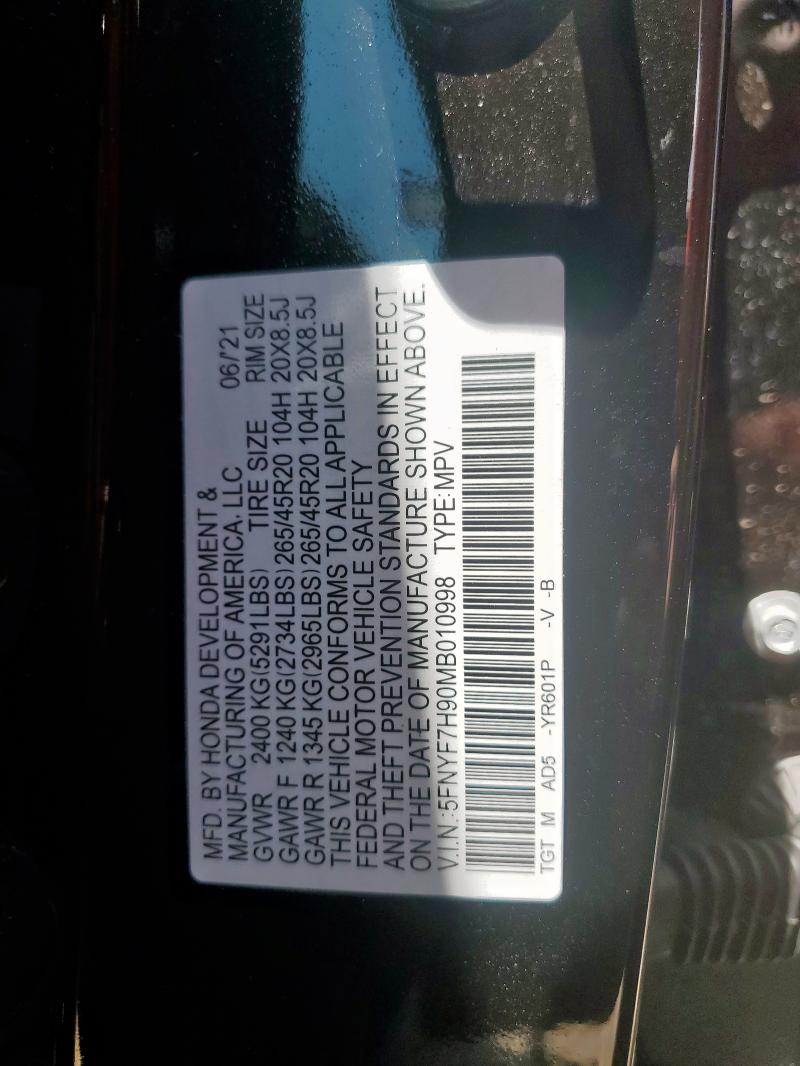 MFD. BY HONDA DEVELOPMENT &
MANUFACTURING OF AMERICA, LLC 06/'21
GVWR 2400 KG(5291LBS) TIRE SIZE RIM SIZE
GAWR F 1240 KG(2734LBS) 265/45R20 104H 20X8.5J
GAWR R 1345 KG(2965LBS) 265/45R20 104H 20X8.5J
THIS VEHICLE CONFORMS TO ALL APPLICABLE
FEDERAL MOTOR VEHICLE SAFETY
AND THEFT PREVENTION STANDARDS IN EFFECT
ON THE DATE OF MANUFACTURE SHOWN ABOVE.
V.I.N.:5FNYF7H90MB010998 TYPE:MPV
TGT M AD5 -YR601P -V -B